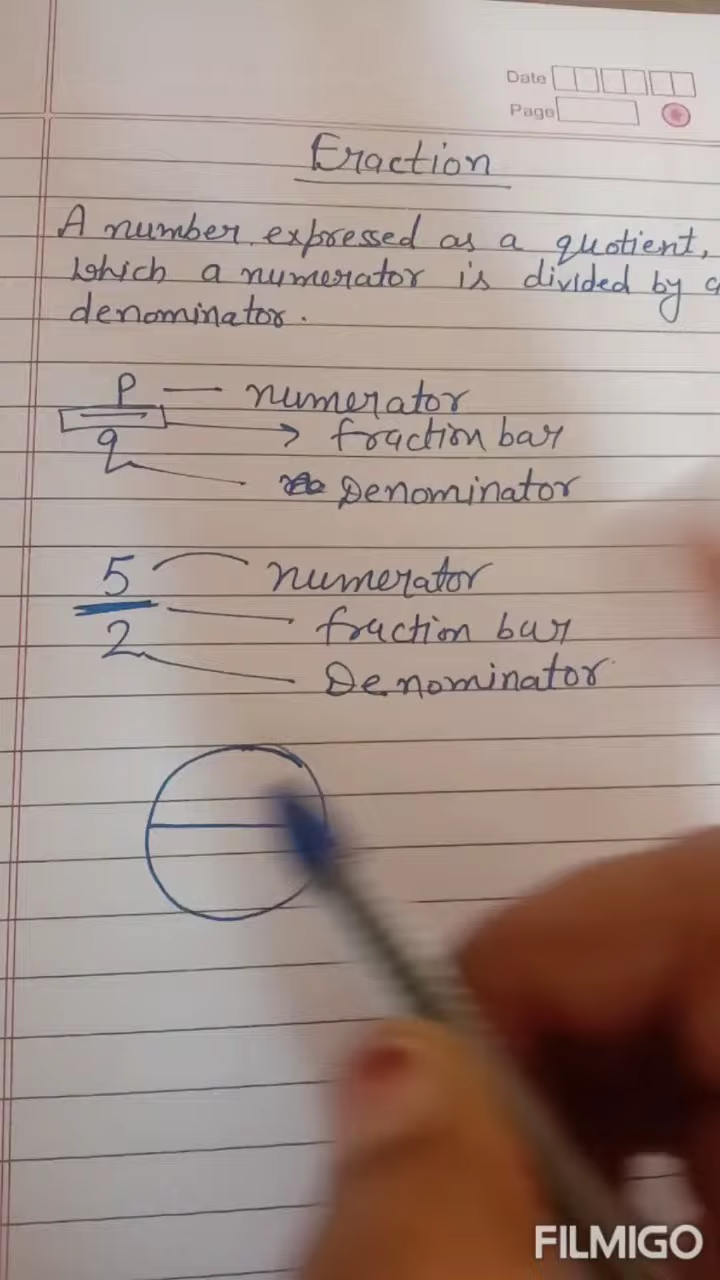 Date
Page
Fraction
A number expressed as a quotient,
which a numerator is divided by a
denominator.
P — numerator
fraction bar
q
Denominator
5 numerator
fraction bar
2
Denominator
FILMIGO